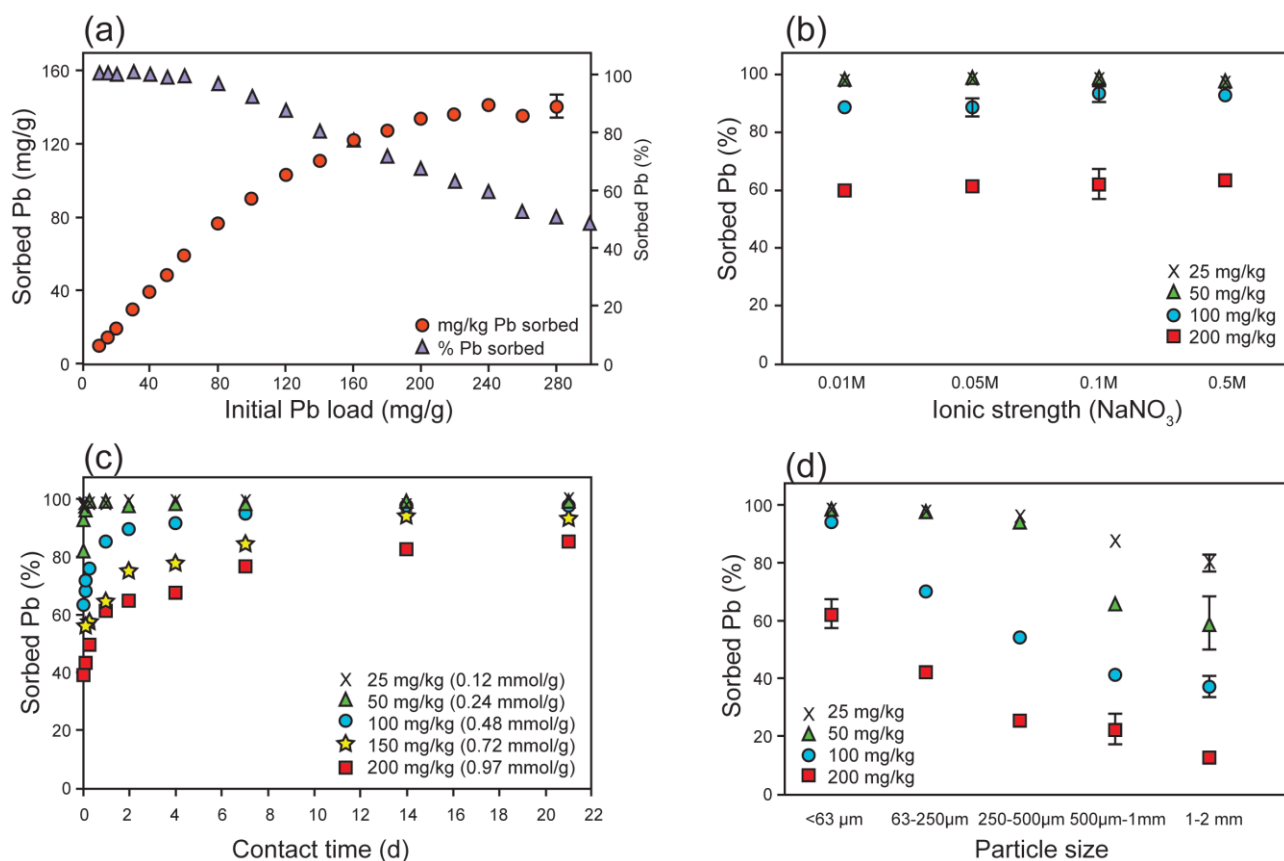 (a)
160
120
80
40
0
Sorbed Pb (mg/g)
100
80
60
40
20
0
Sorbed Pb (%)
mg/kg Pb sorbed
% Pb sorbed
0 40 80 120 160 200 240 280
Initial Pb load (mg/g)
(b)
100
80
60
40
20
0
Sorbed Pb (%)
25 mg/kg
50 mg/kg
100 mg/kg
200 mg/kg
0.01M 0.05M 0.1M 0.5M
Ionic strength (NaNO₃)
(c)
100
80
60
40
20
0
Sorbed Pb (%)
25 mg/kg (0.12 mmol/g)
50 mg/kg (0.24 mmol/g)
100 mg/kg (0.48 mmol/g)
150 mg/kg (0.72 mmol/g)
200 mg/kg (0.97 mmol/g)
0 2 4 6 8 10 12 14 16 18 20 22
Contact time (d)
(d)
100
80
60
40
20
0
Sorbed Pb (%)
25 mg/kg
50 mg/kg
100 mg/kg
200 mg/kg
<63 µm 63-250µm 250-500µm 500µm-1mm 1-2 mm
Particle size